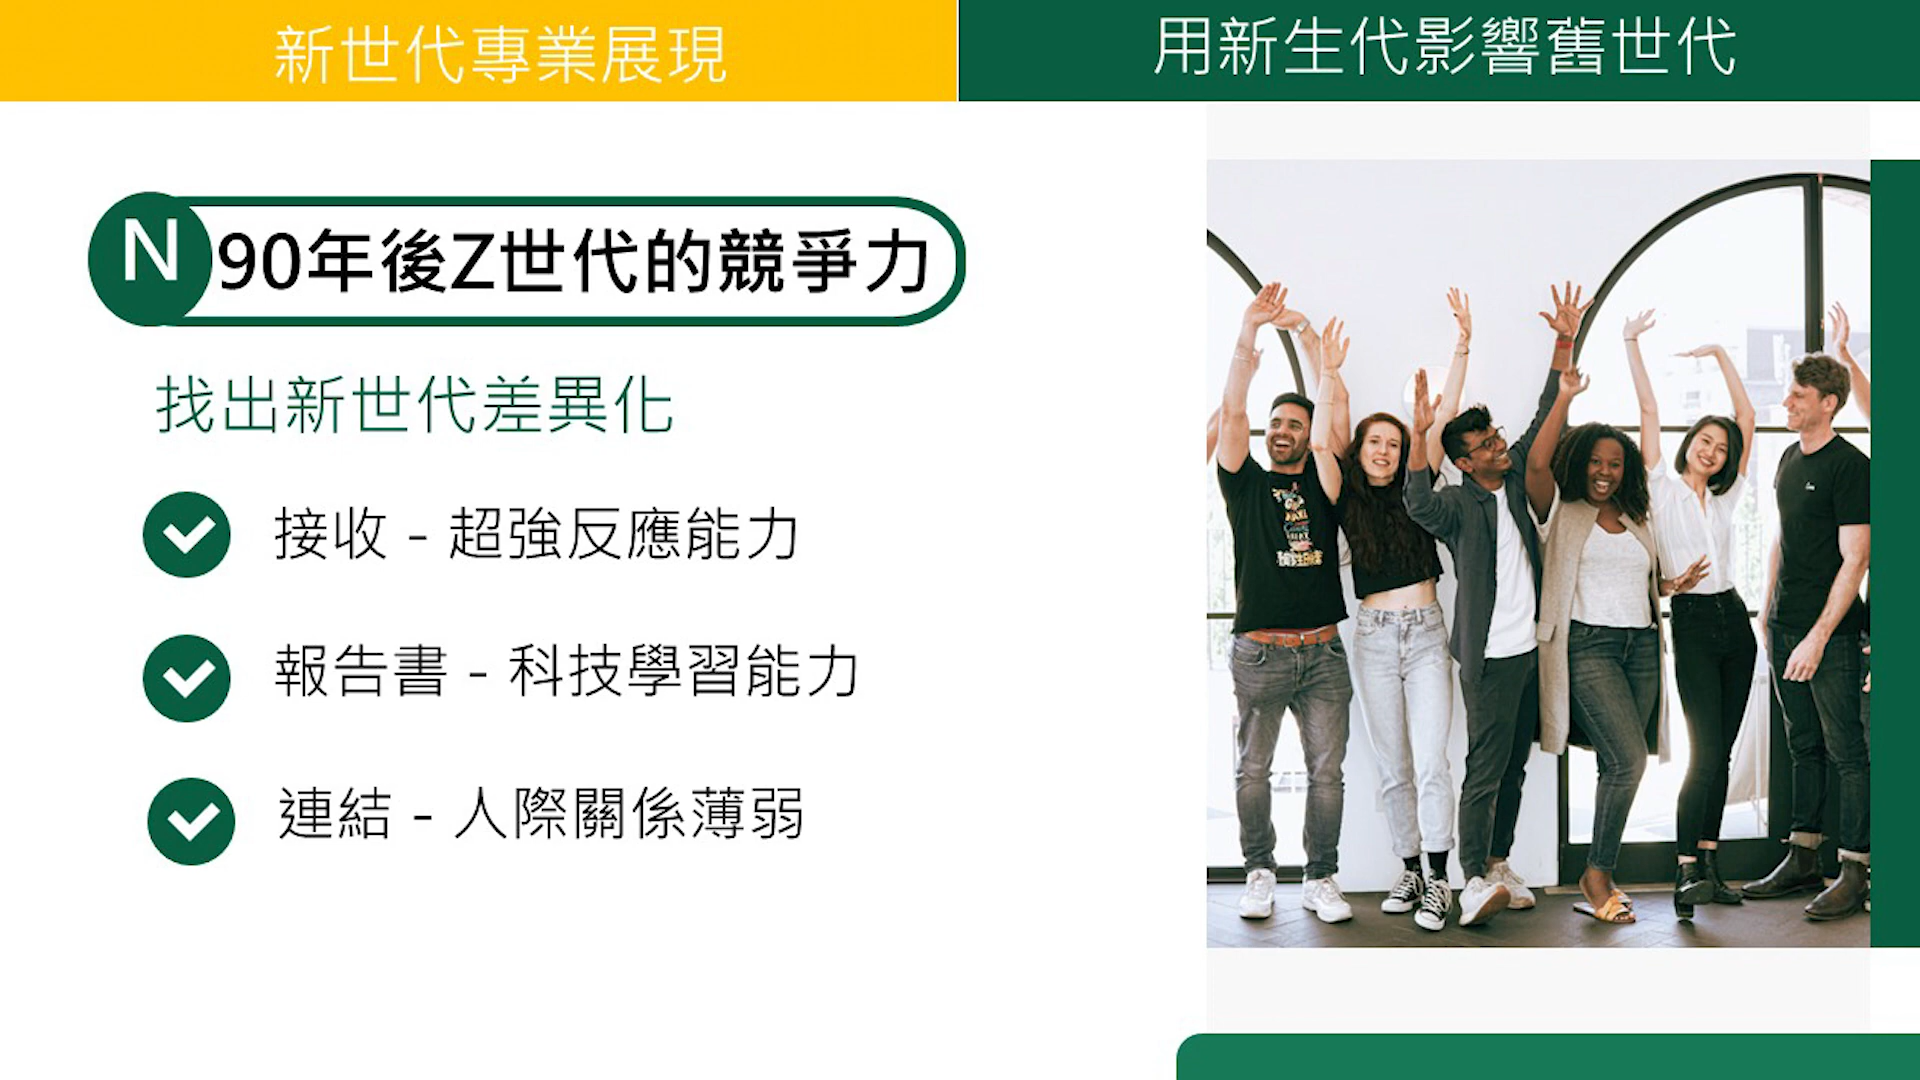 新世代專業展現
用新生代影響舊世代
N 90年後Z世代的競爭力
找出新世代差異化
接收 - 超強反應能力
報告書 - 科技學習能力
連結 - 人際關係薄弱